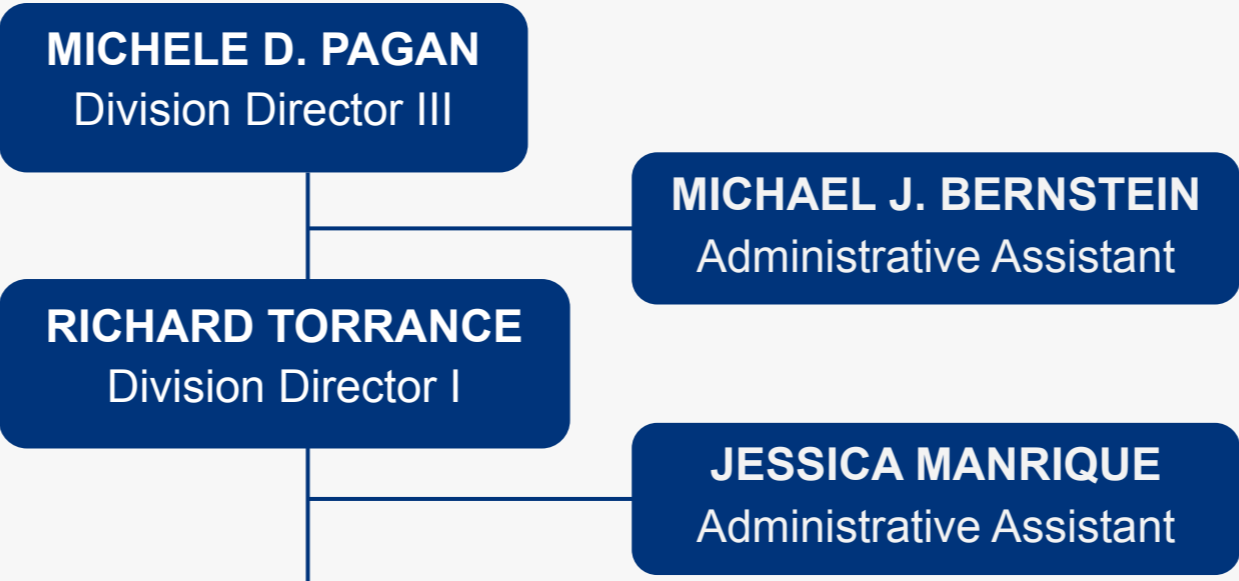 MICHELE D. PAGAN
Division Director III
MICHAEL J. BERNSTEIN
Administrative Assistant
RICHARD TORRANCE
Division Director I
JESSICA MANRIQUE
Administrative Assistant